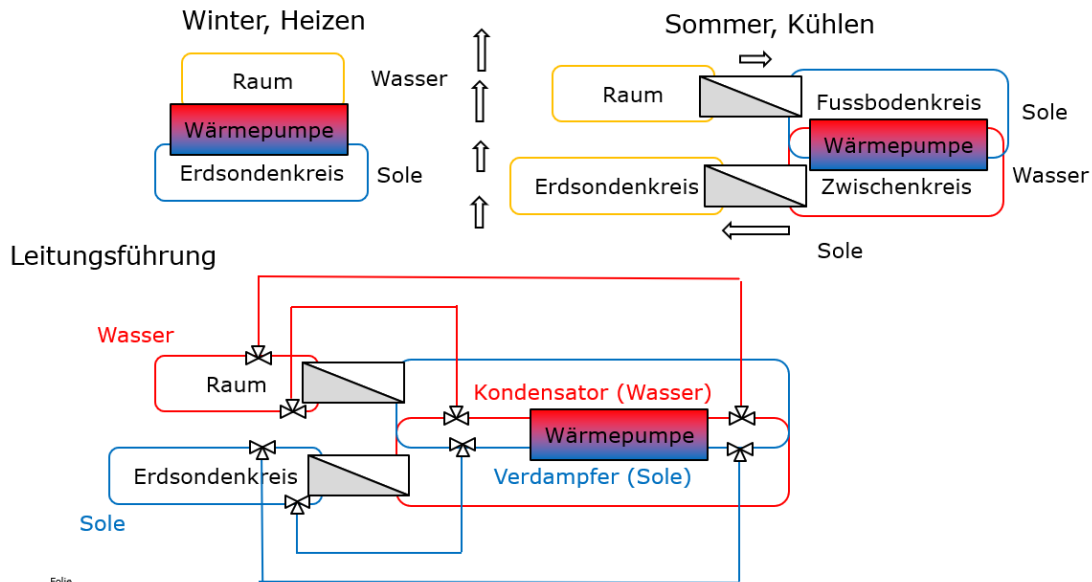 Winter, Heizen
Raum
Wasser
Wärmepumpe
Erdsondenkreis
Sole
Sommer, Kühlen
Raum
Fussbodenkreis
Sole
Wärmepumpe
Erdsondenkreis
Zwischenkreis
Wasser
Sole
Leitungsführung
Wasser
Raum
Kondensator (Wasser)
Wärmepumpe
Erdsondenkreis
Verdampfer (Sole)
Sole
Folie